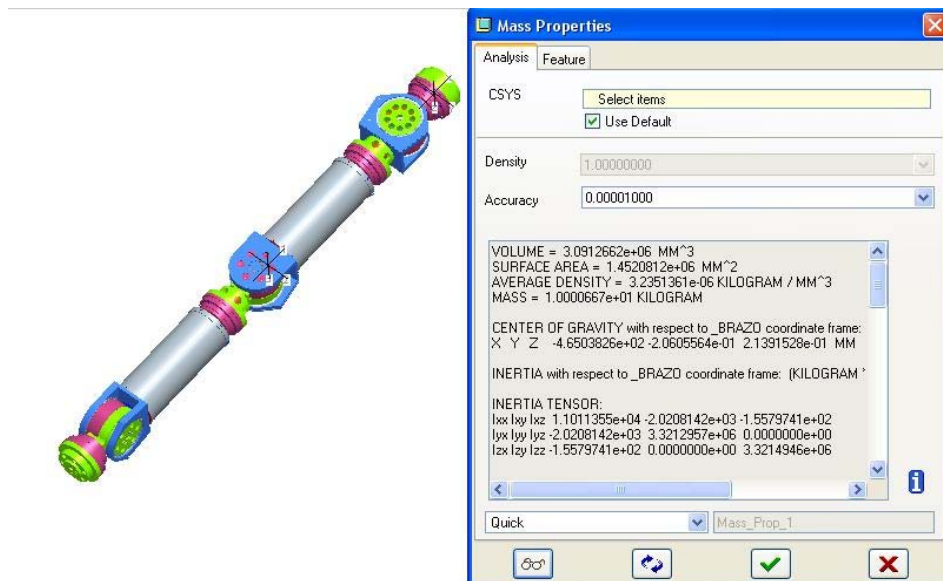 Mass Properties
Analysis Feature
CSYS
Select items
Use Default
Density
1.00000000
Accuracy
0.00001000
VOLUME = 3.0912662e+06 MM^3
SURFACE AREA = 1.4520812e+06 MM^2
AVERAGE DENSITY = 3.2351361e-06 KILOGRAM / MM^3
MASS = 1.0000667e+01 KILOGRAM
CENTER OF GRAVITY with respect to _BRAZO coordinate frame:
X Y Z -4.6503826e+02 -2.0605564e-01 2.1391528e-01 MM
INERTIA with respect to _BRAZO coordinate frame: (KILOGRAM *
INERTIA TENSOR:
Ixx Ixy Ixz 1.1011355e+04 -2.0208142e+03 -1.5579741e+02
Iyx Iyy Iyz -2.0208142e+03 3.3212957e+06 0.0000000e+00
Izx Izy Izz -1.5579741e+02 0.0000000e+00 3.3214946e+06
Quick
Mass_Prop_1